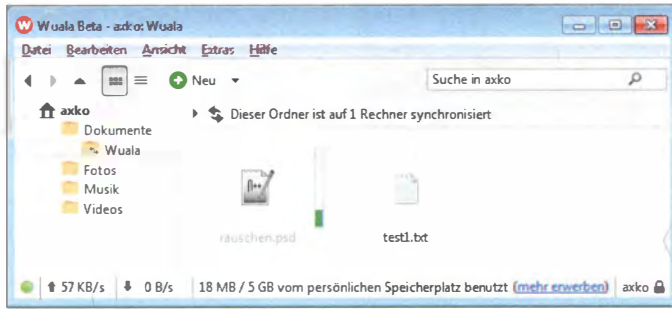 Wuala Beta - axko: Wuala
Datei Bearbeiten Ansicht Extras Hilfe
Neu Suche in axko
axko
Dieser Ordner ist auf 1 Rechner synchronisiert
Dokumente
Wuala
Fotos
Musik
Videos
rauschen.psd test1.txt
57 KB/s 0 B/s 18 MB / 5 GB vom persönlichen Speicherplatz benutzt (mehr erwerben) axko